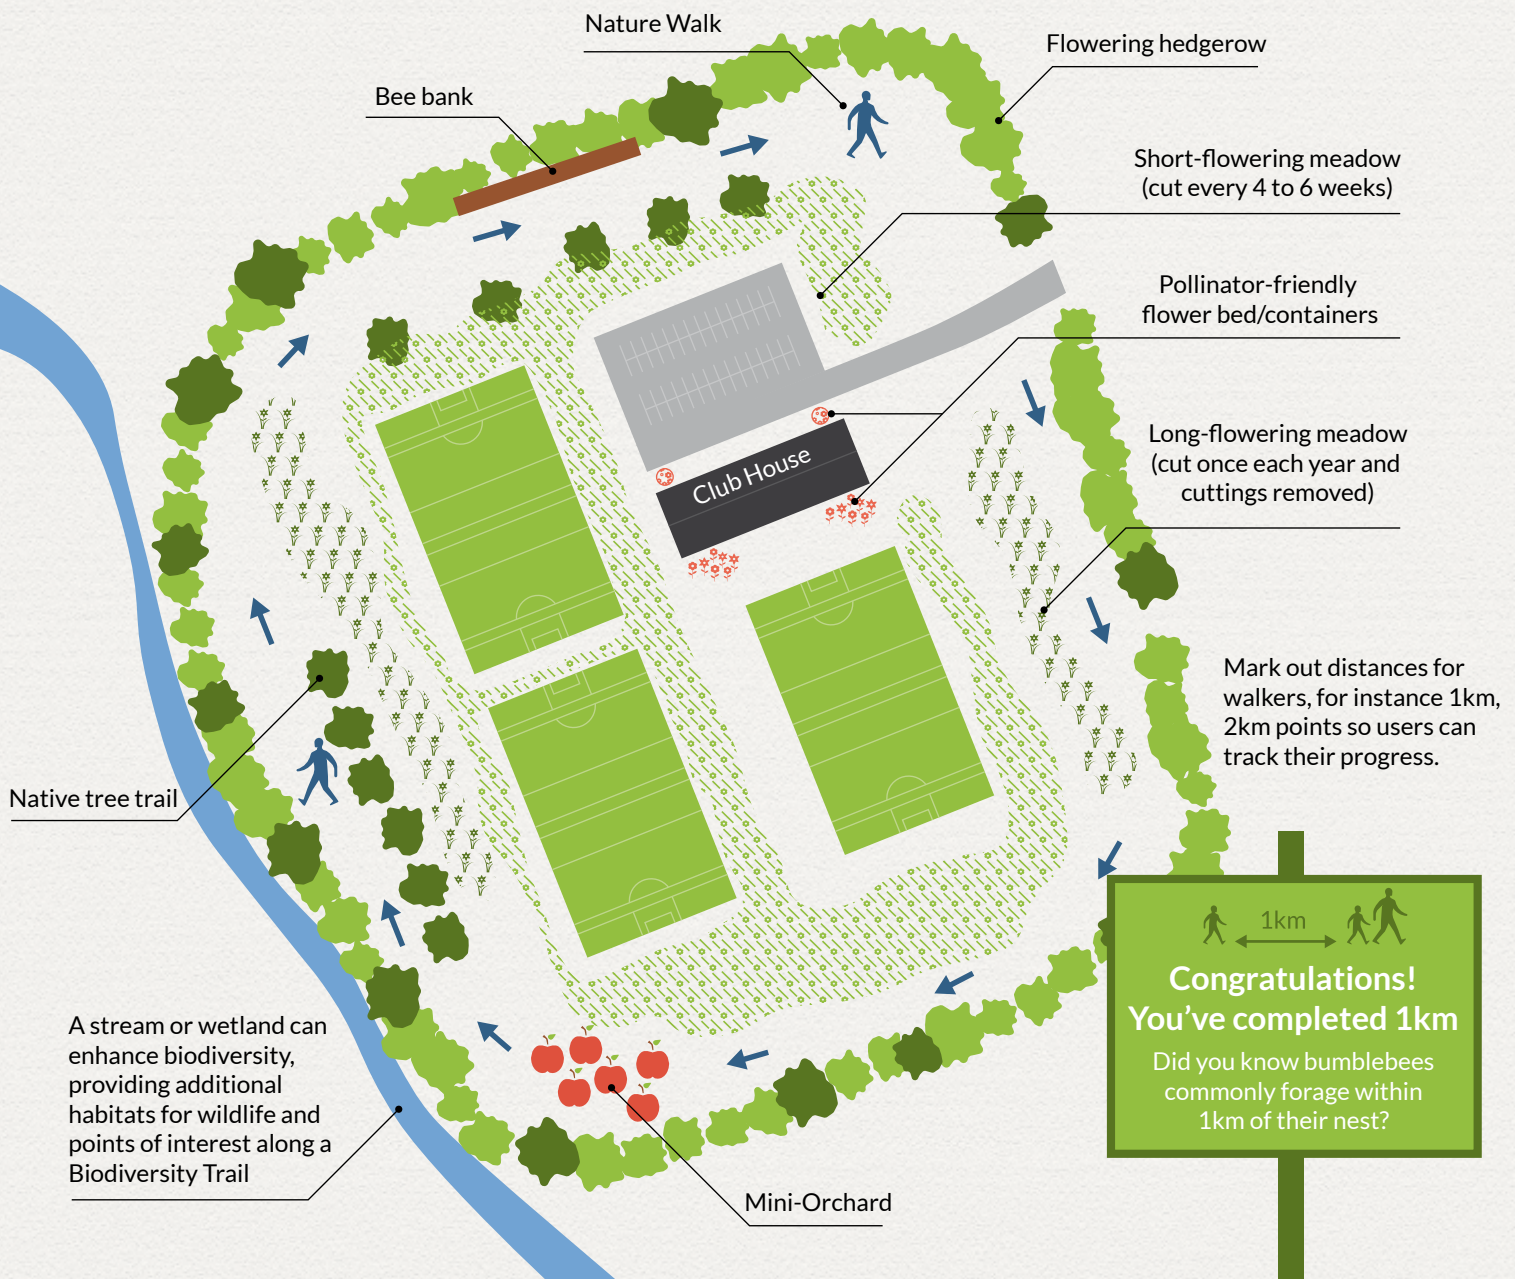 Nature Walk
Flowering hedgerow
Bee bank
Short-flowering meadow
(cut every 4 to 6 weeks)
Pollinator-friendly
flower bed/containers
Long-flowering meadow
(cut once each year and
cuttings removed)
Club House
Mark out distances for
walkers, for instance 1km,
2km points so users can
track their progress.
Native tree trail
1km
Congratulations!
You’ve completed 1km
Did you know bumblebees
commonly forage within
1km of their nest?
A stream or wetland can
enhance biodiversity,
providing additional
habitats for wildlife and
points of interest along a
Biodiversity Trail
Mini-Orchard